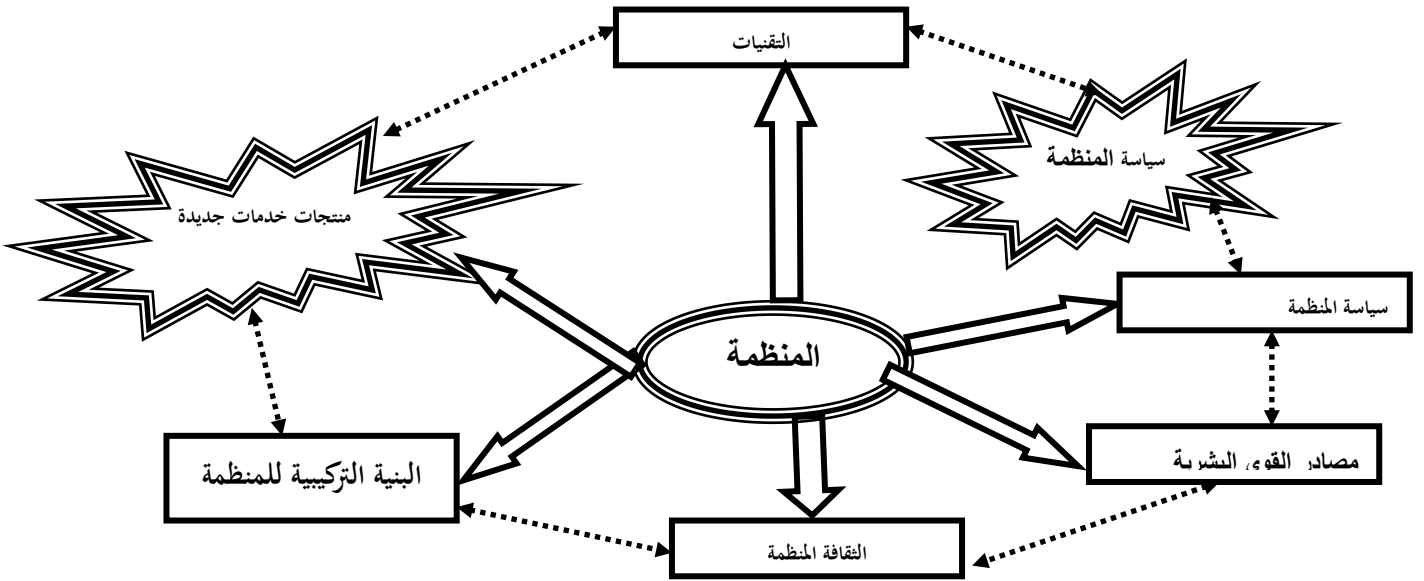 التقنيات
سياسة المنظمة
منتجات خدمات جديدة
سياسة المنظمة
المنظمة
مصادر القوى البشرية
البنية التركيبية للمنظمة
الثقافة المنظمة